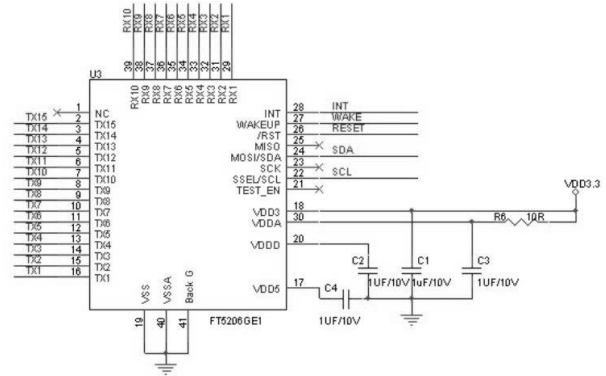 RX10 RX9 RX8 RX7 RX6 RX5 RX4 RX3 RX2 RX1
39 38 37 36 35 34 33 32 31 29
U3
RX10 RX9 RX8 RX7 RX6 RX5 RX4 RX3 RX2 RX1
1 NC
TX15 2 TX15
TX14 3 TX14
TX13 4 TX13
TX12 5 TX12
TX11 6 TX11
TX10 7 TX10
TX9 8 TX9
TX8 9 TX8
TX7 10 TX7
TX6 11 TX6
TX5 12 TX5
TX4 13 TX4
TX3 14 TX3
TX2 15 TX2
TX1 16 TX1
INT 28 INT
WAKEUP 27 WAKE
/RST 26 RESET
MISO 25
MOSI/SDA 24 SDA
SCK 23
SSEL/SCL 22 SCL
TEST_EN 21
VDD3.3
VDD3 18
VDDA 30 R6 10R
VDDD 20
C2 C1 C3
1UF/10V 1uF/10V 1UF/10V
VDD5 17 C4
1UF/10V
VSS VSSA Back G
19 40 41
FT5206GE1